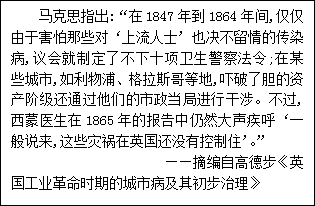 马克思指出:“在1847年到1864年间,仅仅
由于害怕那些对‘上流人士’也决不留情的传染
病,议会就制定了不下十项卫生警察法令;在某
些城市,如利物浦、格拉斯哥等地,吓破了胆的资
产阶级还通过他们的市政当局进行干涉。不过,
西蒙医生在1865年的报告中仍然大声疾呼‘一
般说来,这些灾祸在英国还没有控制住’。”
——摘编自高德步《英
国工业革命时期的城市病及其初步治理》